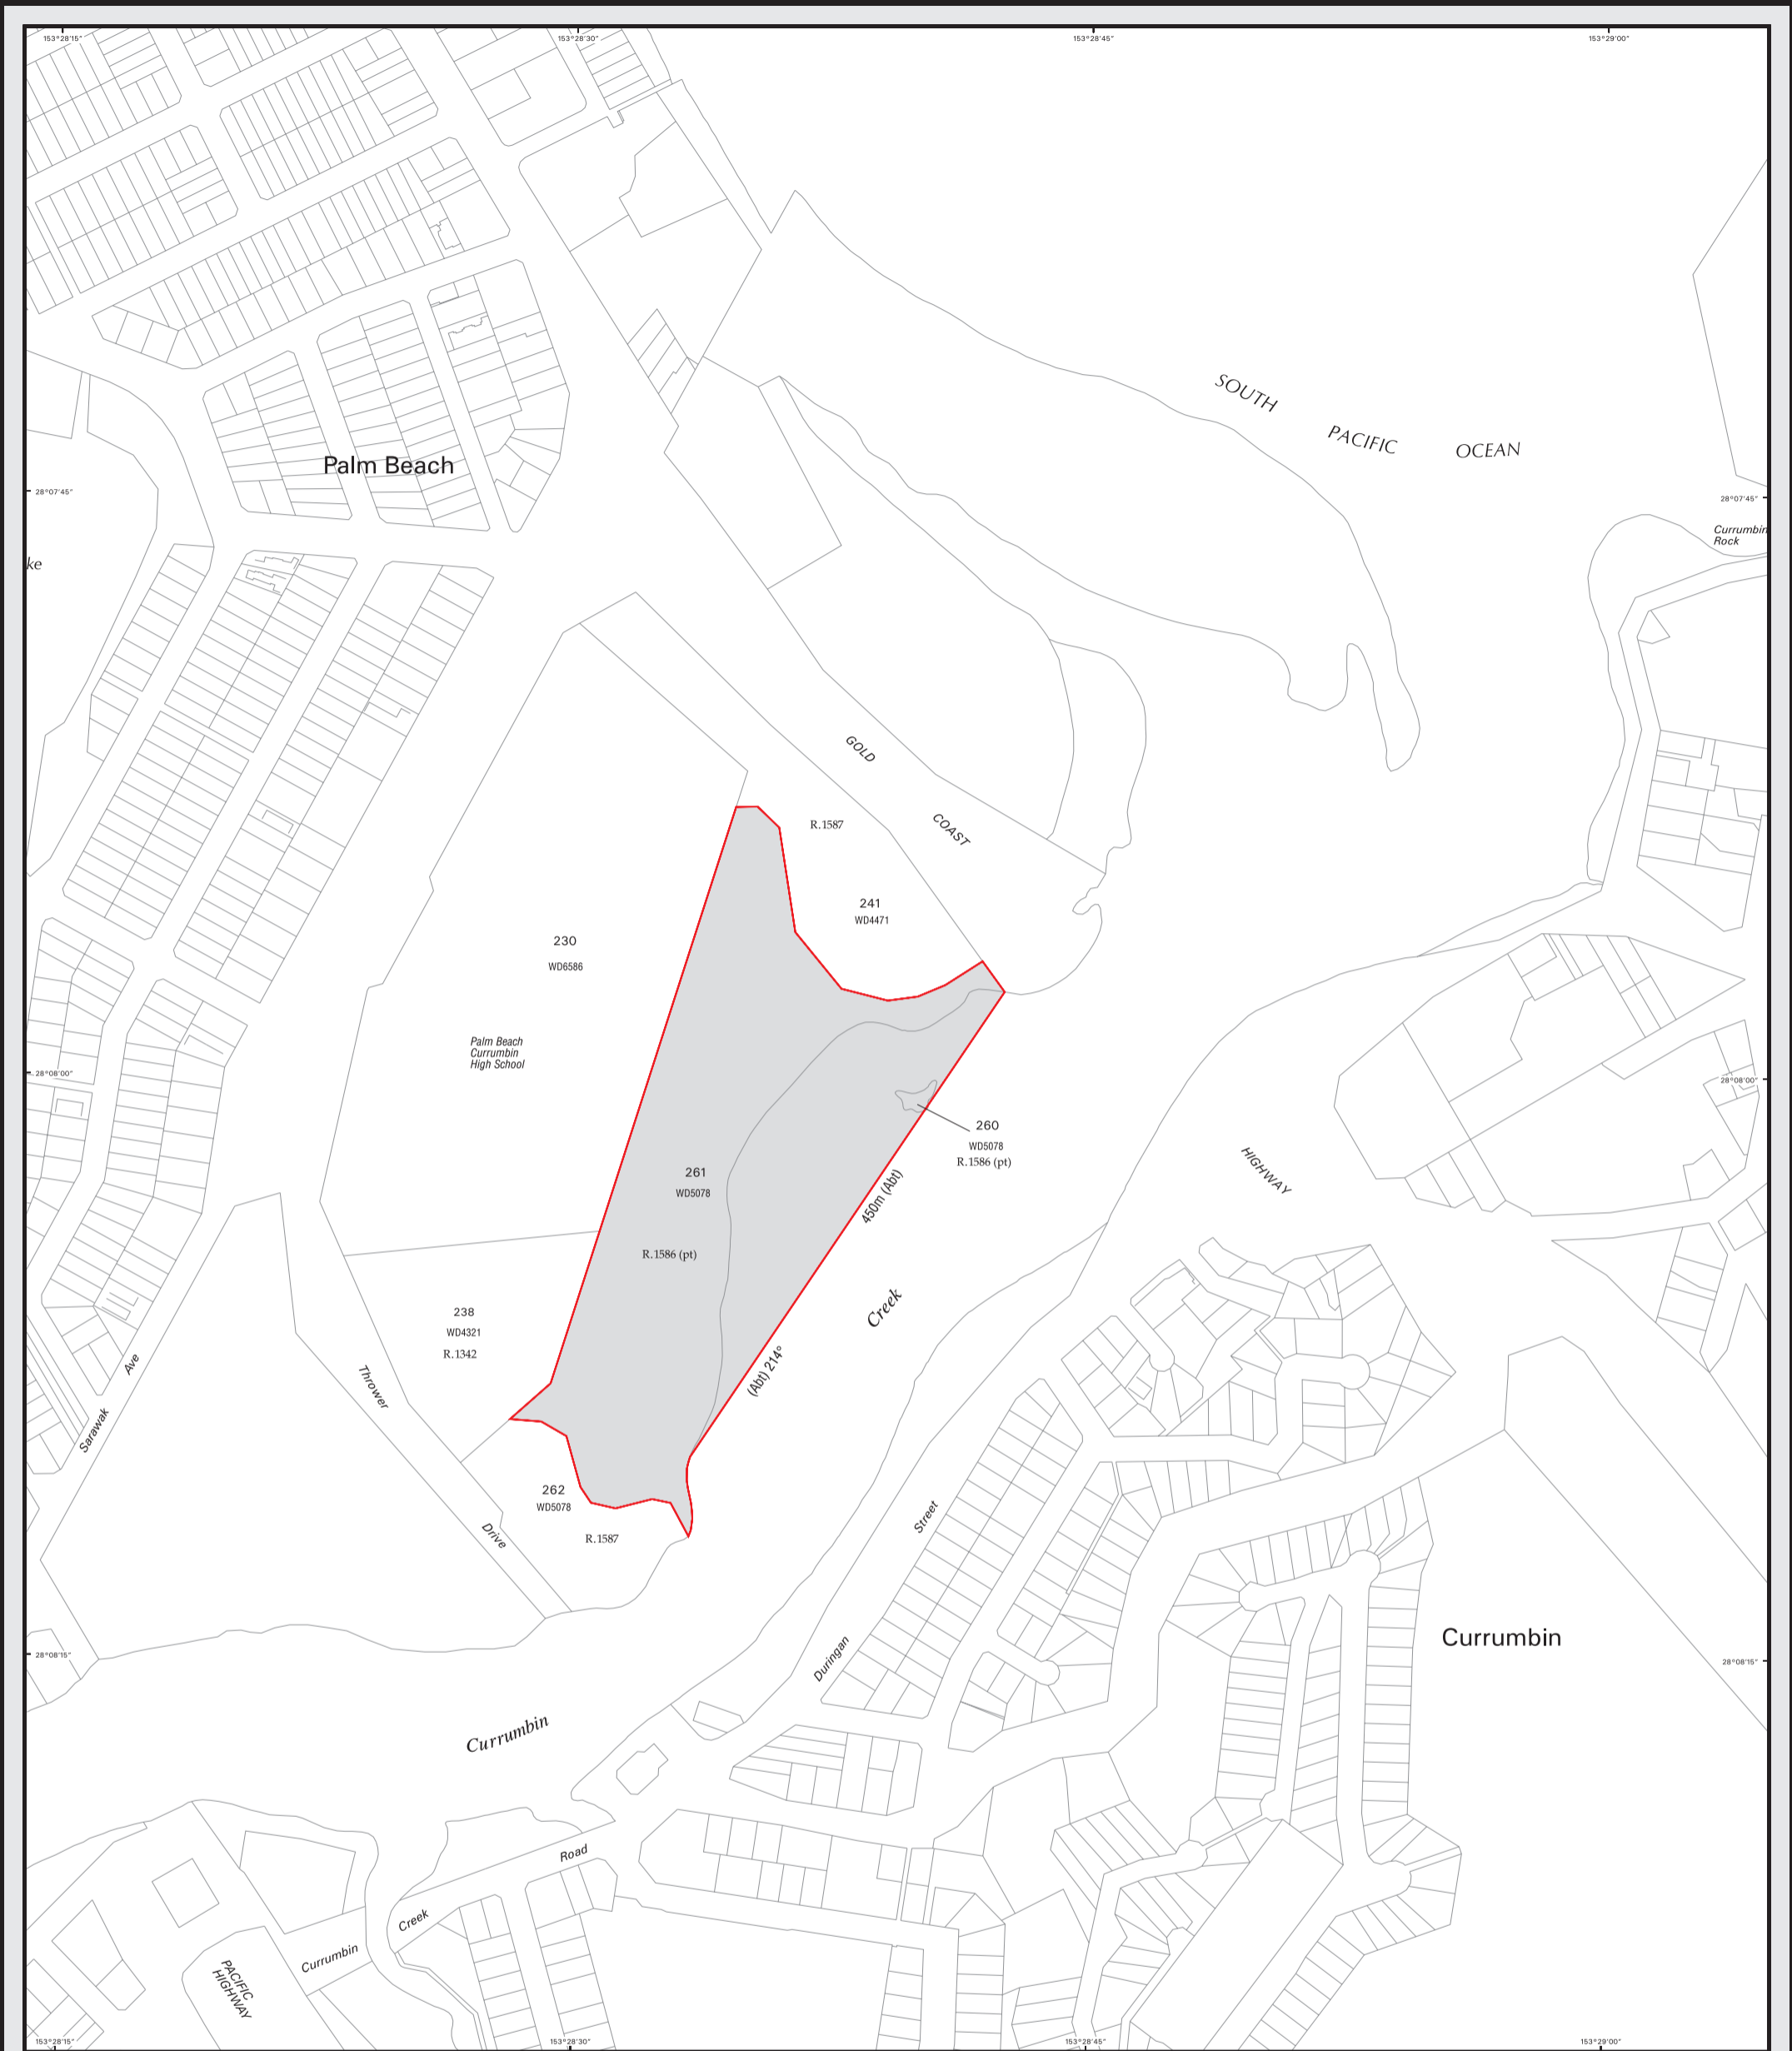 153°28'15"
153°28'30"
153°28'45"
153°29'00"
SOUTH
PACIFIC
OCEAN
Palm Beach
28°07'45"
28°07'45"
Currumbin
Rock
ke
GOLD
COAST
R.1587
241
WD4471
230
WD6586
Palm Beach
Currumbin
High School
28°08'00"
28°08'00"
260
WD5078
R.1586 (pt)
HIGHWAY
261
WD5078
450m (Abt)
R.1586 (pt)
Creek
238
WD4321
R.1342
(Abt) 214°
Thrower
Ave
Sarawak
262
WD5078
R.1587
Drive
Street
Duringan
Currumbin
28°08'15"
28°08'15"
Currumbin
Road
Creek
Currumbin
PACIFIC
HIGHWAY
153°28'15"
153°28'30"
153°28'45"
153°29'00"